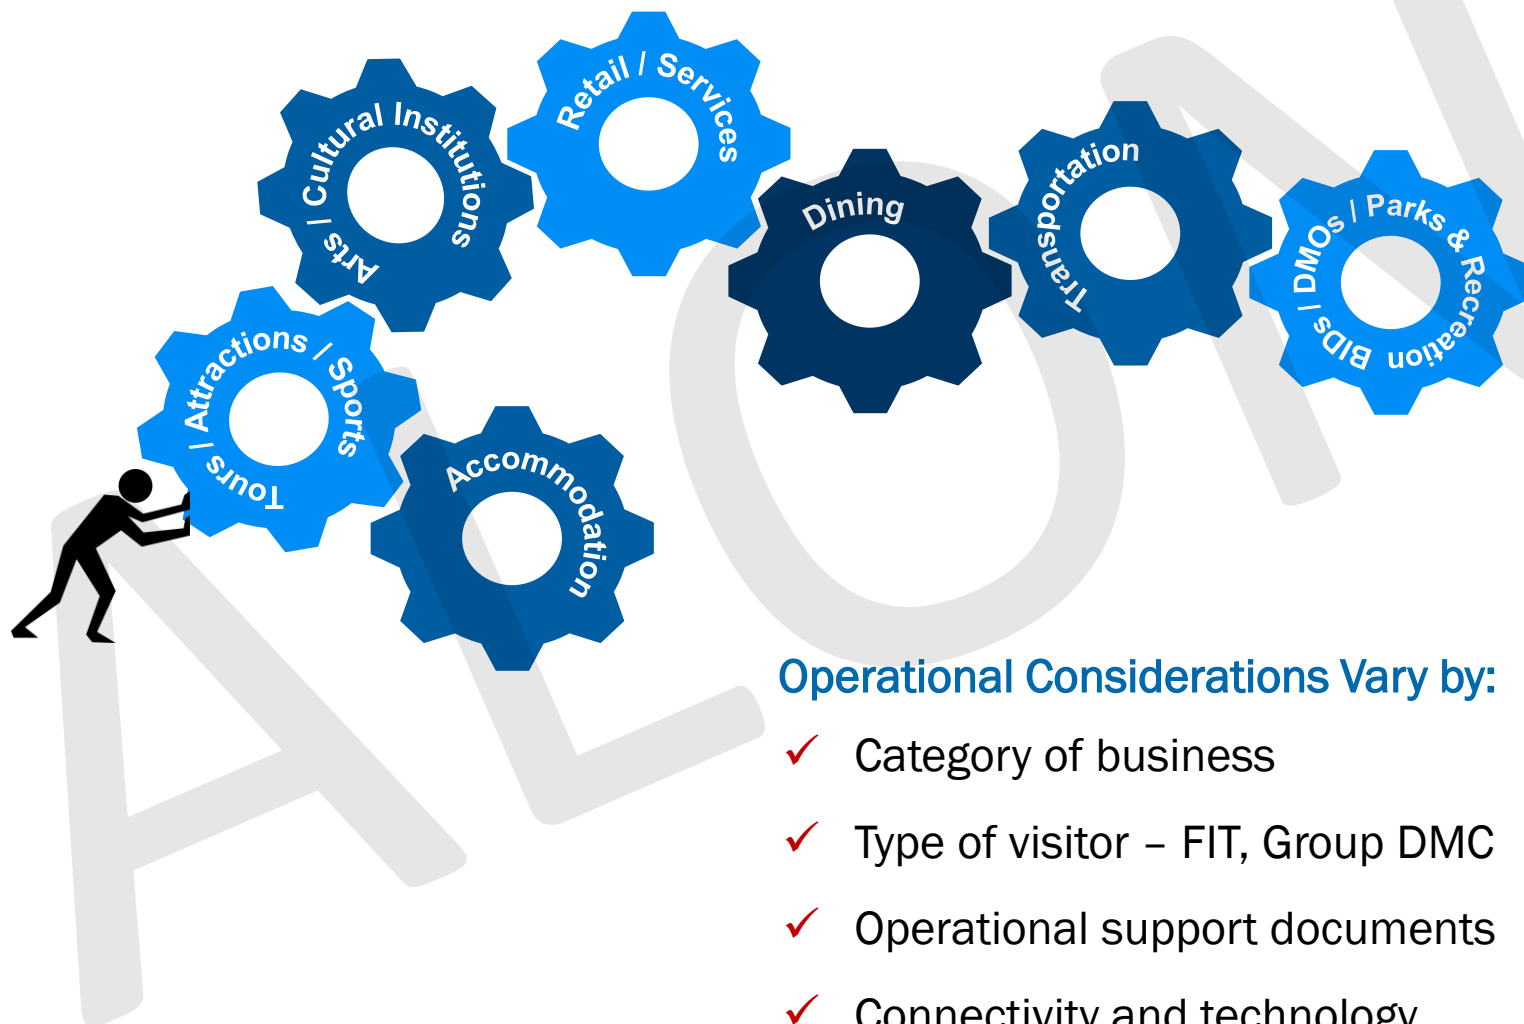 Arts / Cultural Institutions
Retail / Services
Dining
Transportation
BIDs / DMOs / Parks & Recreation
Tours / Attractions / Sports
Accommodation
Operational Considerations Vary by:
Category of business
Type of visitor – FIT, Group DMC
Operational support documents
Connectivity and technology
ALON